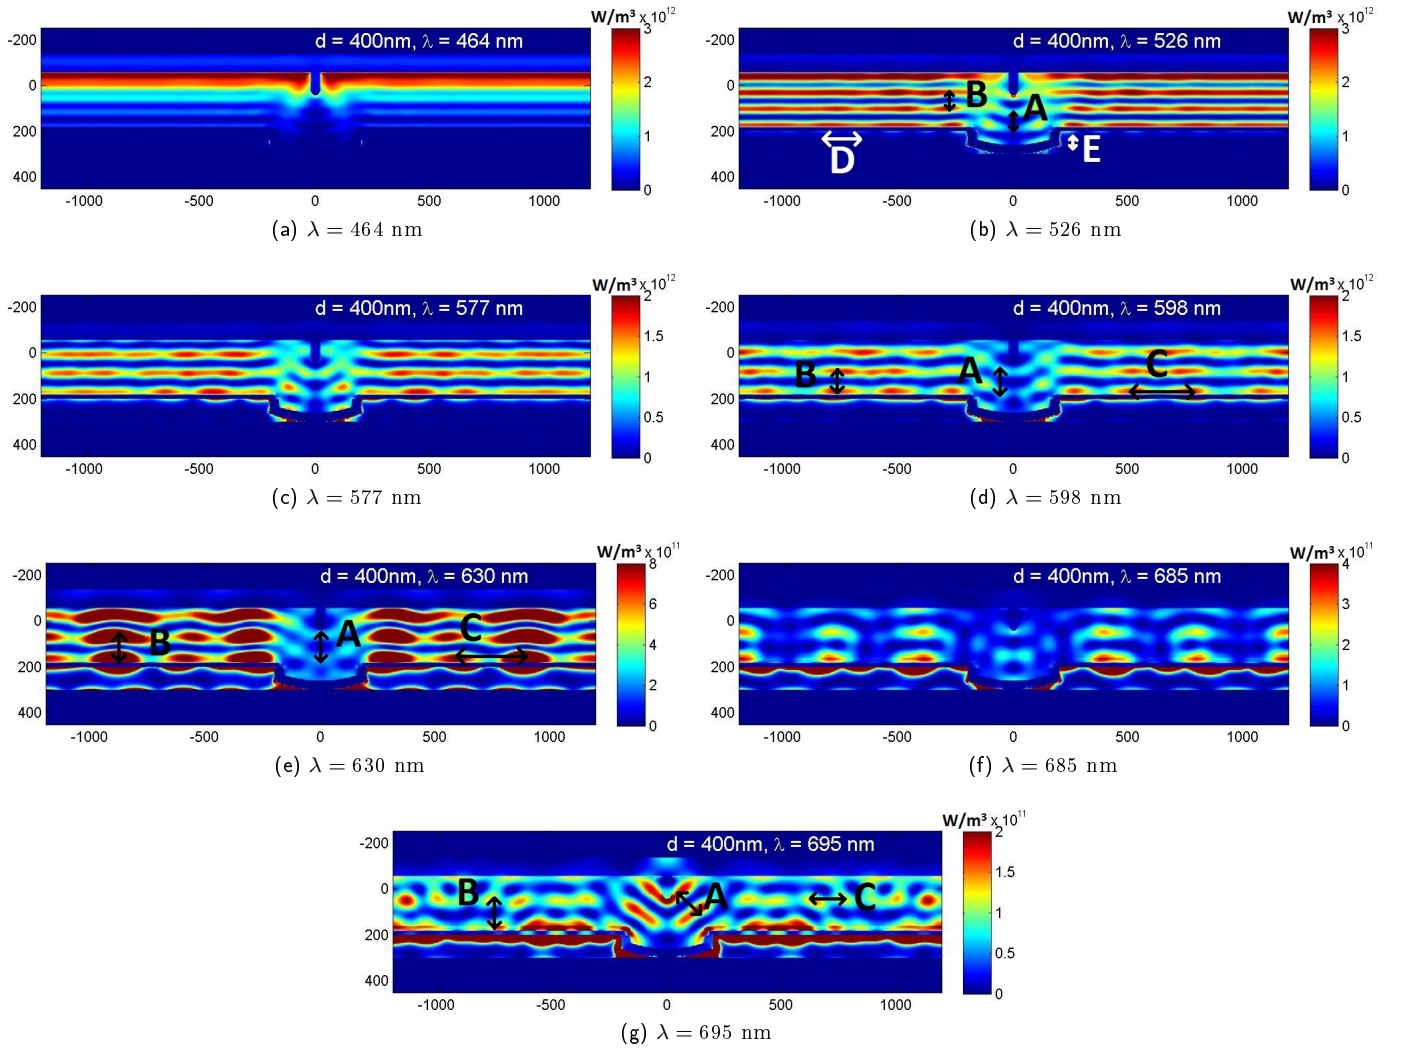 W/m³ x 10¹²
d = 400nm, λ = 464 nm
-200
0
200
400
-1000
-500
0
500
1000
3
2
1
0
(a) λ = 464 nm
W/m³ x 10¹²
d = 400nm, λ = 526 nm
-200
0
200
400
B
A
D
E
-1000
-500
0
500
1000
3
2
1
0
(b) λ = 526 nm
W/m³ x 10¹²
d = 400nm, λ = 577 nm
-200
0
200
400
-1000
-500
0
500
1000
2
1.5
1
0.5
0
(c) λ = 577 nm
W/m³ x 10¹²
d = 400nm, λ = 598 nm
-200
0
200
400
B
A
C
-1000
-500
0
500
1000
2
1.5
1
0.5
0
(d) λ = 598 nm
W/m³ x 10¹¹
d = 400nm, λ = 630 nm
-200
0
200
400
B
A
C
-1000
-500
0
500
1000
8
6
4
2
0
(e) λ = 630 nm
W/m³ x 10¹¹
d = 400nm, λ = 685 nm
-200
0
200
400
-1000
-500
0
500
1000
4
3
2
1
0
(f) λ = 685 nm
W/m³ x 10¹¹
d = 400nm, λ = 695 nm
-200
0
200
400
B
A
C
-1000
-500
0
500
1000
2
1.5
1
0.5
0
(g) λ = 695 nm